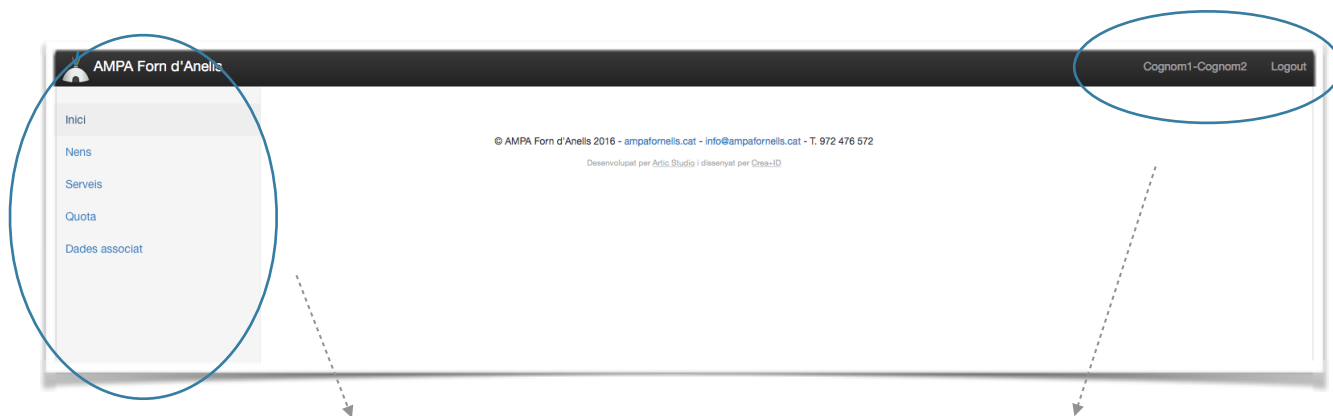 AMPA Forn d'Anells
Cognom1-Cognom2 Logout
Inici
Nens
Serveis
Quota
Dades associat
© AMPA Forn d'Anells 2016 - ampafornells.cat - info@ampafornells.cat - T. 972 476 572
Desenvolupat per Artic Studio i dissenyat per Crea+ID